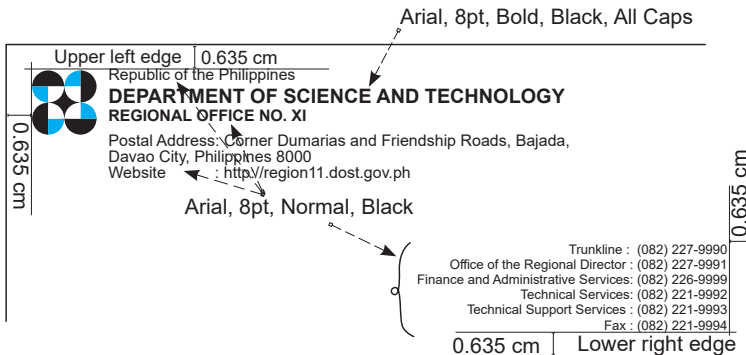 Arial, 8pt, Bold, Black, All Caps
Upper left edge 0.635 cm
Republic of the Philippines
DEPARTMENT OF SCIENCE AND TECHNOLOGY
REGIONAL OFFICE NO. XI
0.635 cm
Postal Address: Corner Dumarias and Friendship Roads, Bajada,
Davao City, Philippines 8000
Website : http://region11.dost.gov.ph
Arial, 8pt, Normal, Black
0.635 cm
Trunkline : (082) 227-9990
Office of the Regional Director : (082) 227-9991
Finance and Administrative Services: (082) 226-9999
Technical Services: (082) 221-9992
Technical Support Services : (082) 221-9993
Fax : (082) 221-9994
0.635 cm Lower right edge